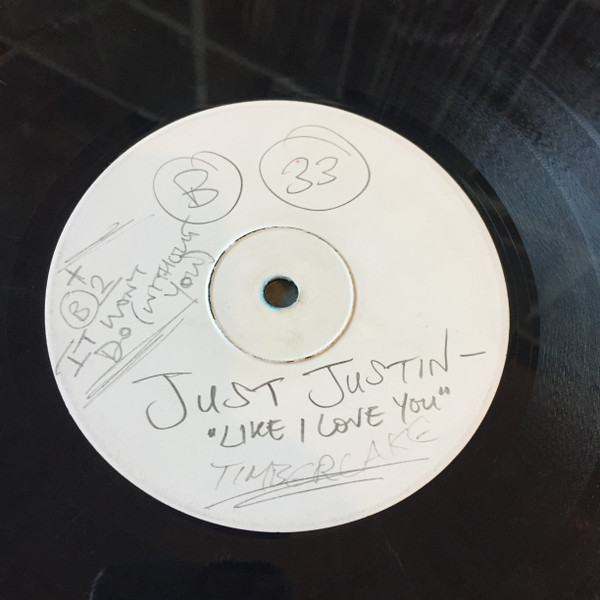 B
33
B
+
2
IT WON'T
DO (WITHOUT
YOU)
JUST JUSTIN -
"LIKE I LOVE YOU"
TIMBERLAKE